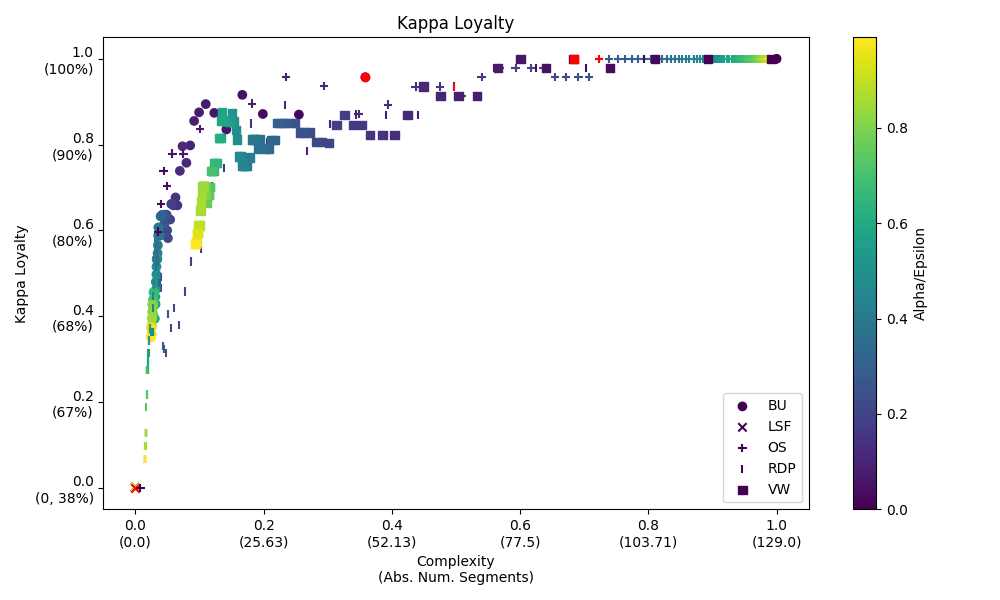 Kappa Loyalty
1.0
(100%)
0.8
(90%)
0.6
(80%)
0.4
(68%)
0.2
(67%)
0.0
(0, 38%)
Kappa Loyalty
0.0 0.2 0.4 0.6 0.8 1.0
(0.0) (25.63) (52.13) (77.5) (103.71) (129.0)
Complexity
(Abs. Num. Segments)
BU
LSF
OS
RDP
VW
0.8
0.6
0.4
0.2
0.0
Alpha/Epsilon